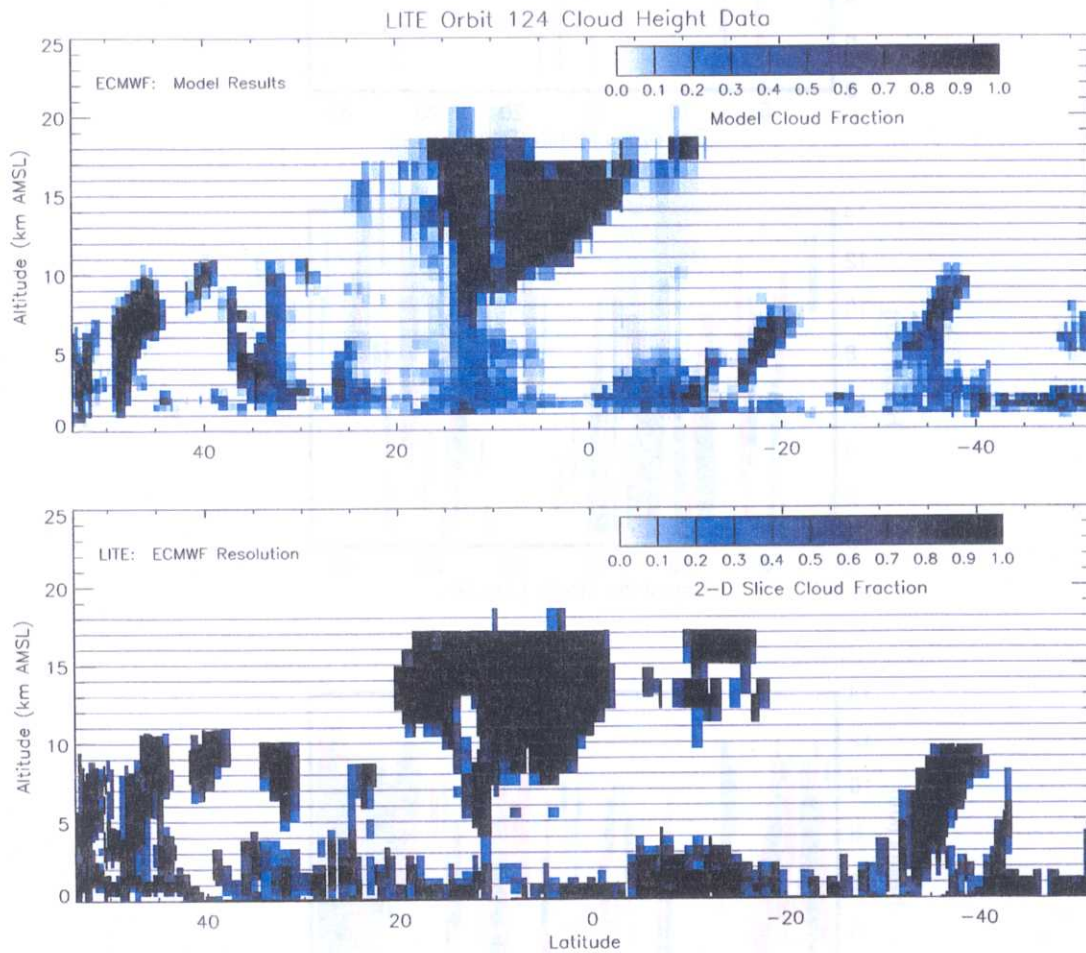 LITE Orbit 124 Cloud Height Data
25
20
15
10
5
0
Altitude (km AMSL)
ECMWF: Model Results
0.0 0.1 0.2 0.3 0.4 0.5 0.6 0.7 0.8 0.9 1.0
Model Cloud Fraction
40 20 0 -20 -40
25
20
15
10
5
0
Altitude (km AMSL)
LITE: ECMWF Resolution
0.0 0.1 0.2 0.3 0.4 0.5 0.6 0.7 0.8 0.9 1.0
2-D Slice Cloud Fraction
40 20 0 -20 -40
Latitude